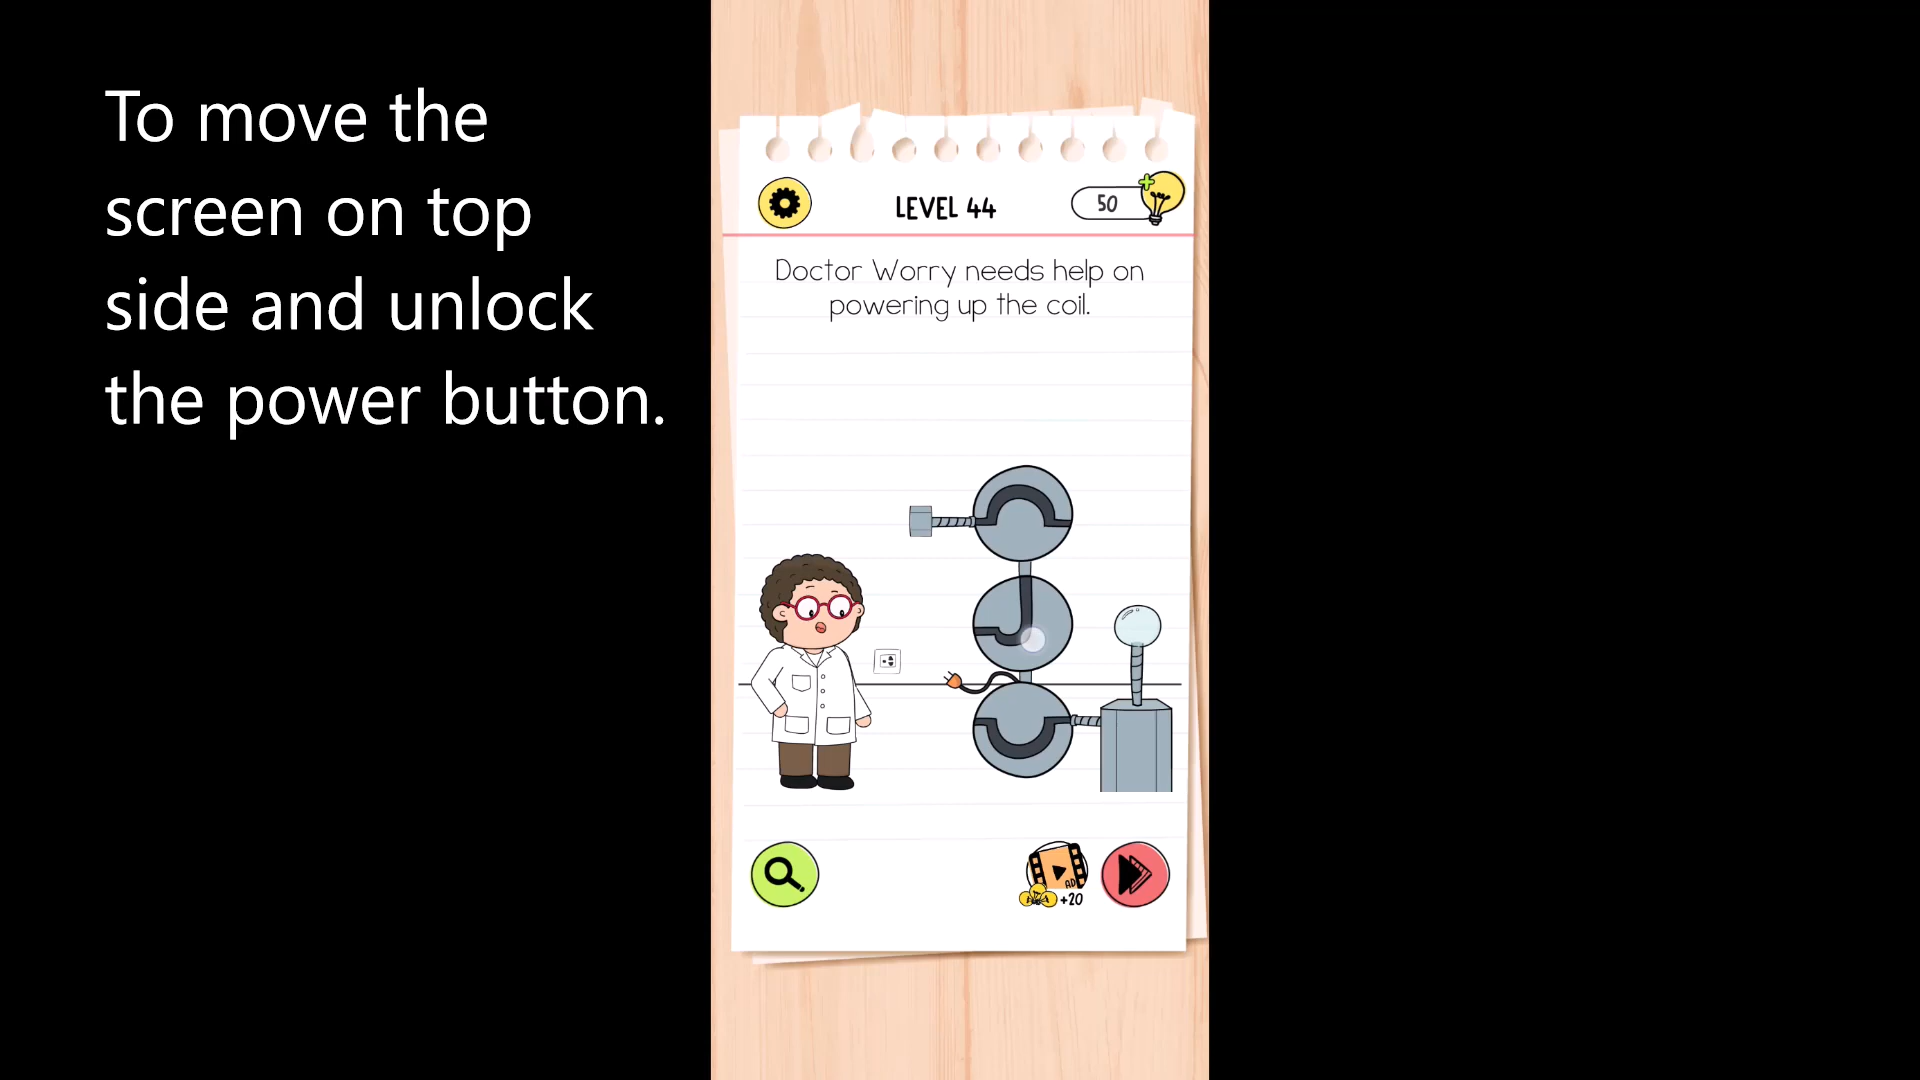 To move the
screen on top
side and unlock
the power button.
LEVEL 44
50
Doctor Worry needs help on
powering up the coil.
AD
+20